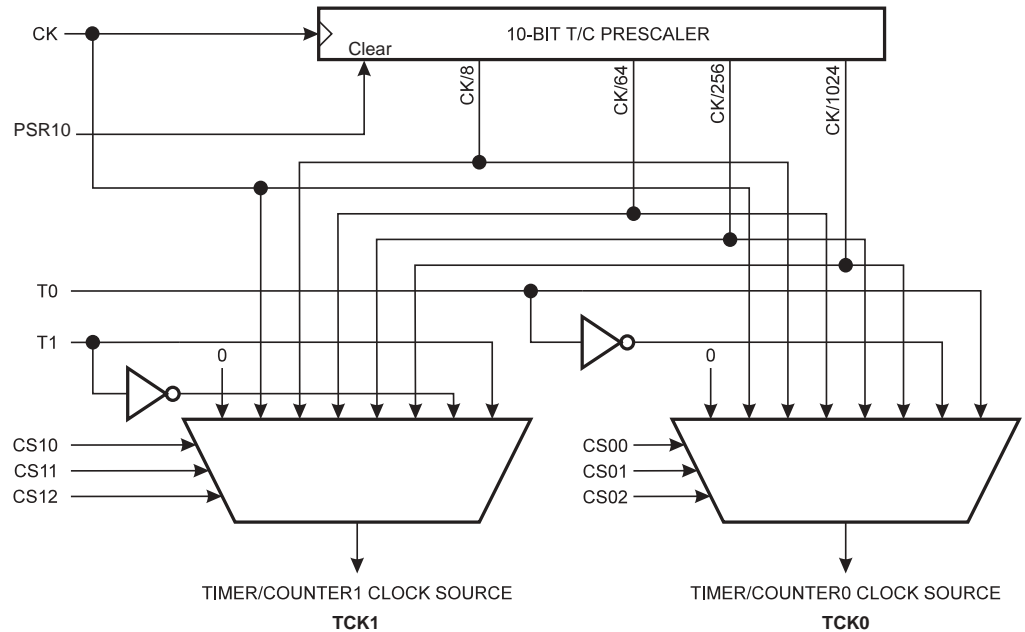 CK
10-BIT T/C PRESCALER
Clear
CK/8
CK/64
CK/256
CK/1024
PSR10
T0
T1
0
0
CS10
CS11
CS12
CS00
CS01
CS02
TIMER/COUNTER1 CLOCK SOURCE
TCK1
TIMER/COUNTER0 CLOCK SOURCE
TCK0